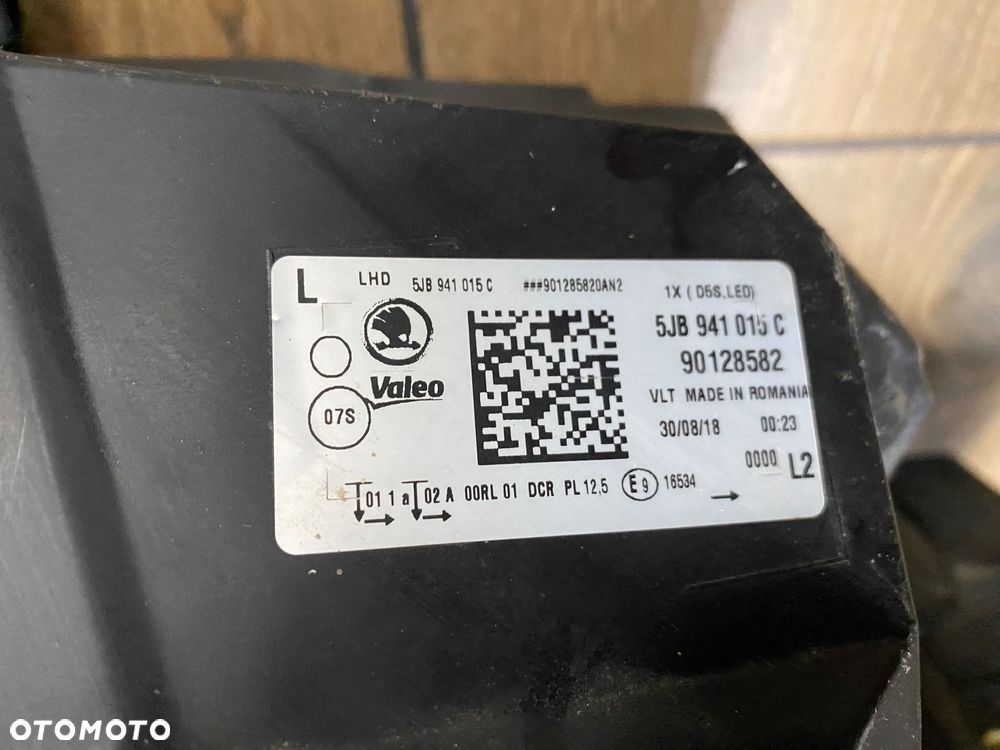 L LHD 5JB 941 015 C ###901285820AN2 1X ( D5S,LED)
5JB 941 015 C
Valeo 90128582
VLT MADE IN ROMANIA
07S 30/08/18 00:23
0000 L2
01 1 a 02 A 00RL 01 DCR PL 12,5 E 9 16534
OTOMOTO